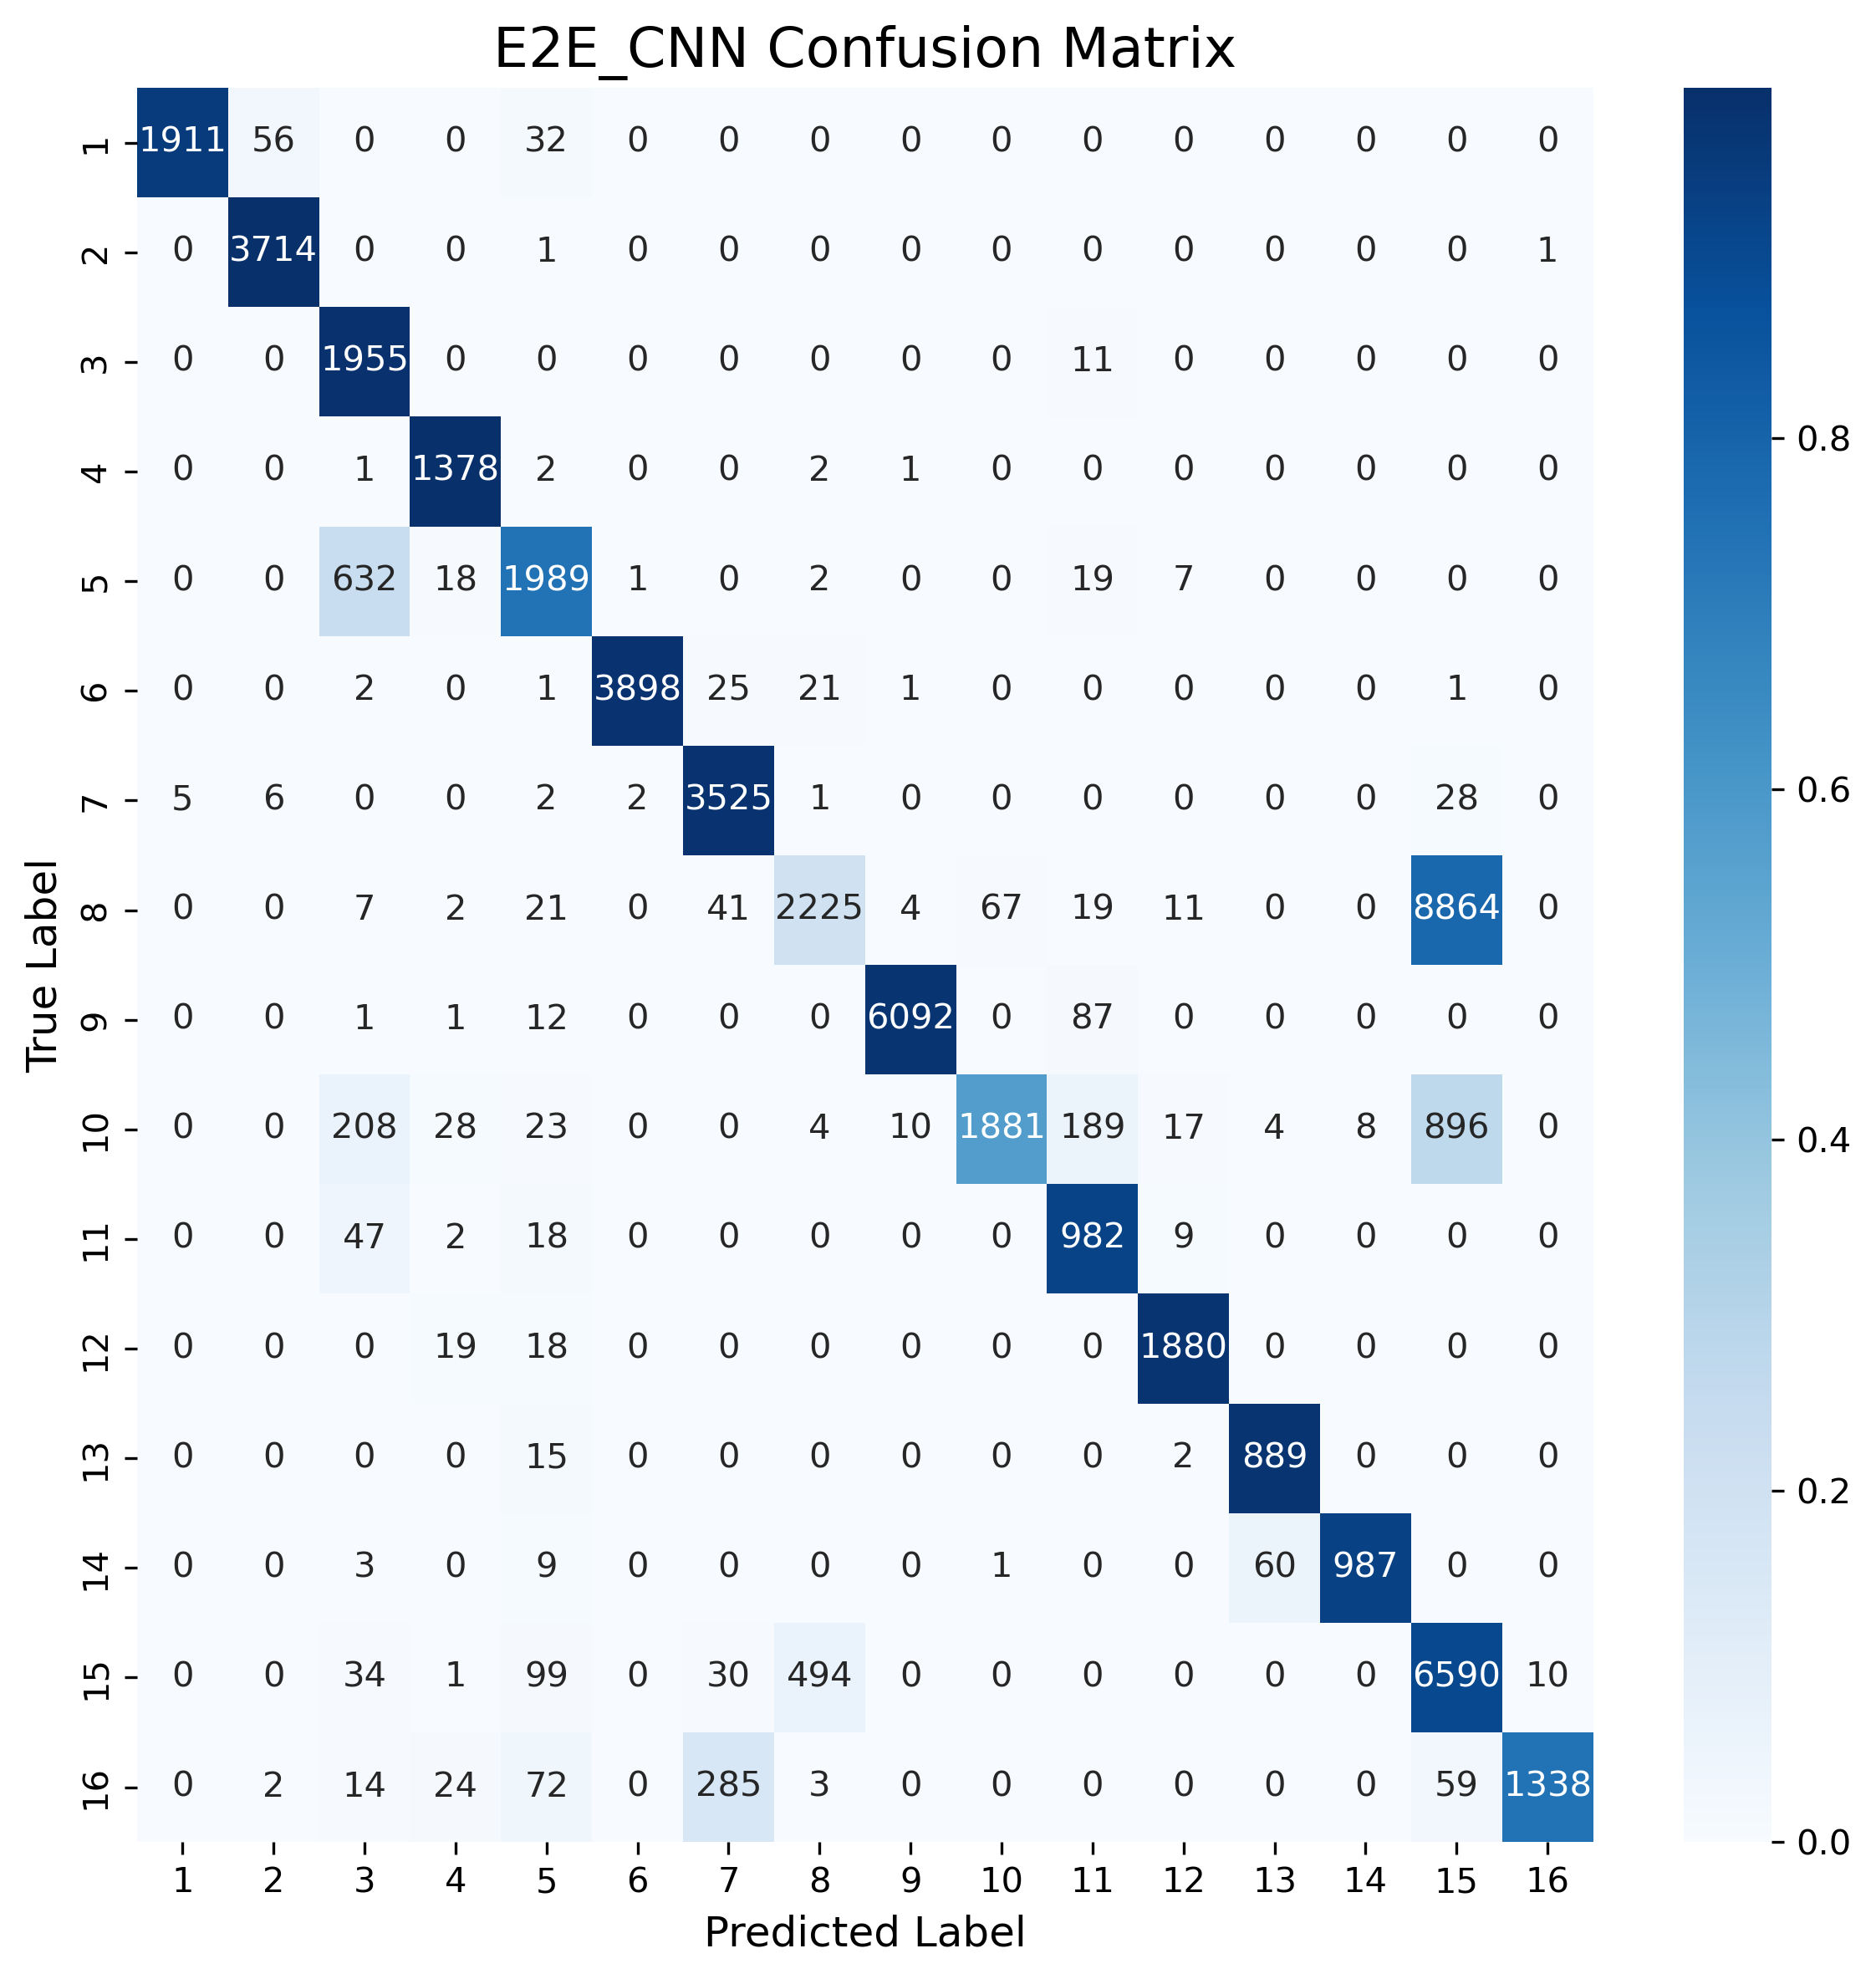 E2E_CNN Confusion Matrix
True Label
1 1911 56 0 0 32 0 0 0 0 0 0 0 0 0 0 0
2 0 3714 0 0 1 0 0 0 0 0 0 0 0 0 0 1
3 0 0 1955 0 0 0 0 0 0 0 11 0 0 0 0 0
4 0 0 1 1378 2 0 0 2 1 0 0 0 0 0 0 0
5 0 0 632 18 1989 1 0 2 0 0 19 7 0 0 0 0
6 0 0 2 0 1 3898 25 21 1 0 0 0 0 0 1 0
7 5 6 0 0 2 2 3525 1 0 0 0 0 0 0 28 0
8 0 0 7 2 21 0 41 2225 4 67 19 11 0 0 8864 0
9 0 0 1 1 12 0 0 0 6092 0 87 0 0 0 0 0
10 0 0 208 28 23 0 0 4 10 1881 189 17 4 8 896 0
11 0 0 47 2 18 0 0 0 0 0 982 9 0 0 0 0
12 0 0 0 19 18 0 0 0 0 0 0 1880 0 0 0 0
13 0 0 0 0 15 0 0 0 0 0 0 2 889 0 0 0
14 0 0 3 0 9 0 0 0 0 1 0 0 60 987 0 0
15 0 0 34 1 99 0 30 494 0 0 0 0 0 0 6590 10
16 0 2 14 24 72 0 285 3 0 0 0 0 0 0 59 1338
1 2 3 4 5 6 7 8 9 10 11 12 13 14 15 16
Predicted Label
0.8
0.6
0.4
0.2
0.0